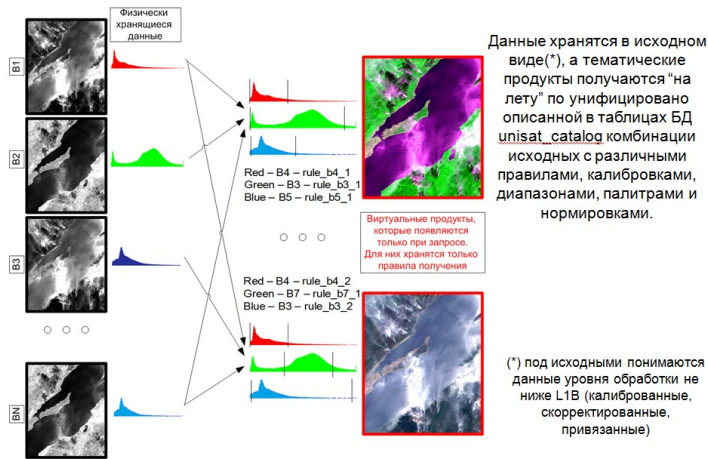 Физически
хранящиеся
данные
B1
B2
B3
BN
Red – B4 – rule_b4_1
Green – B3 – rule_b3_1
Blue – B5 – rule_b5_1
Red – B4 – rule_b4_2
Green – B7 – rule_b7_1
Blue – B3 – rule_b3_2
Виртуальные продукты,
которые появляются
только при запросе.
Для них хранятся только
правила получения
Данные хранятся в исходном
виде(*), а тематические
продукты получаются “на
лету” по унифицировано
описанной в таблицах БД
unisat_catalog комбинации
исходных с различными
правилами, калибровками,
диапазонами, палитрами и
нормировками.
(*) под исходными понимаются
данные уровня обработки не
ниже L1B (калиброванные,
скорректированные,
привязанные)